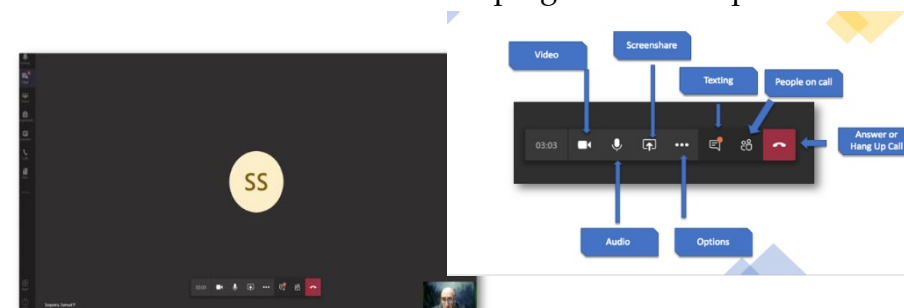 Screenshare
Video
Texting
People on call
03:03
Answer or
Hang Up Call
Audio
Options
SS